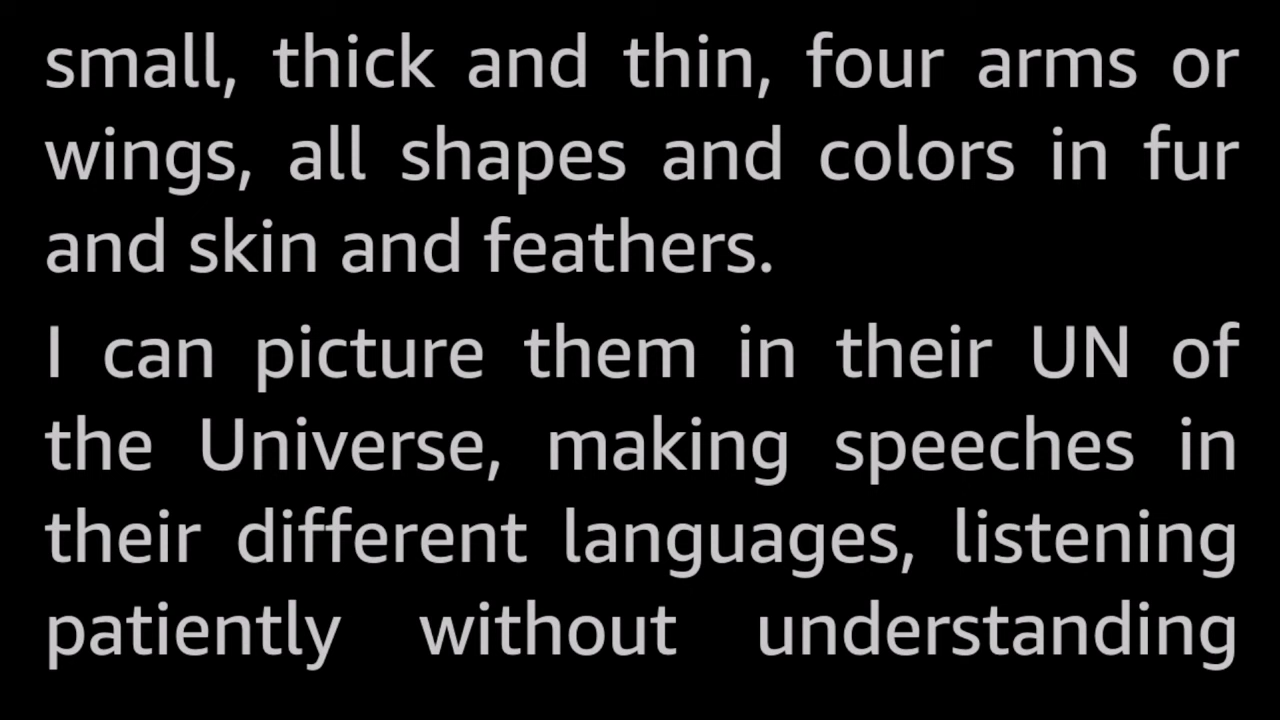 small, thick and thin, four arms or
wings, all shapes and colors in fur
and skin and feathers.
I can picture them in their UN of
the Universe, making speeches in
their different languages, listening
patiently without understanding